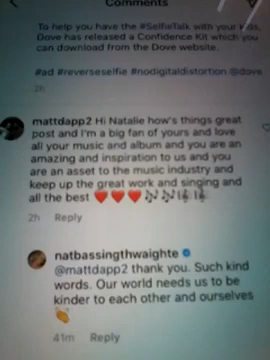 Comments
To help you have the #SelfieTalk with your kids,
Dove has released a Confidence Kit which you
can download from the Dove website.
#ad #reverseselfie #nodigitaldistortion @dove
2h
mattdapp2 Hi Natalie how's things great
post and I'm a big fan of yours and love
all your music and album and you are an
amazing and inspiration to us and you
are an asset to the music industry and
keep up the great work and singing and
all the best ❤️❤️❤️🎶🎶🎼🎼
2h Reply
natbassingthwaighte
@mattdapp2 thank you. Such kind
words. Our world needs us to be
kinder to each other and ourselves
👏
41m Reply